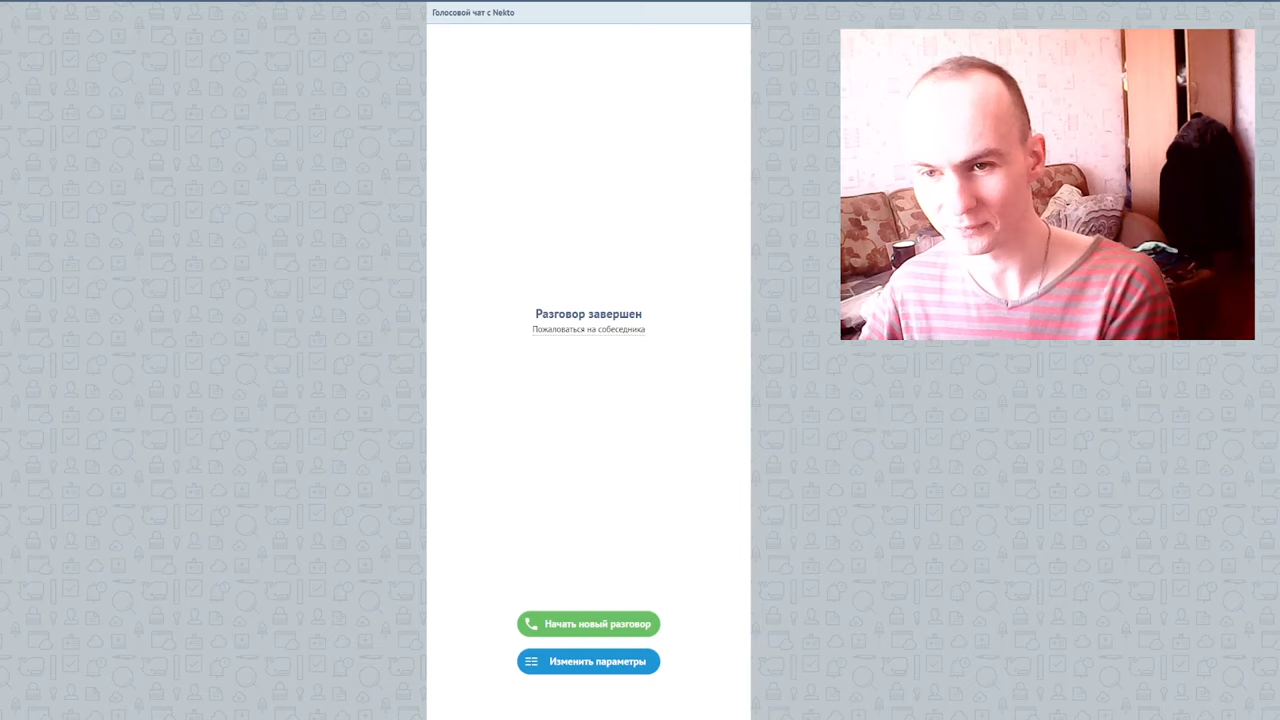 Голосовой чат с Nekto
Разговор завершен
Пожаловаться на собеседника
Начать новый разговор
Изменить параметры